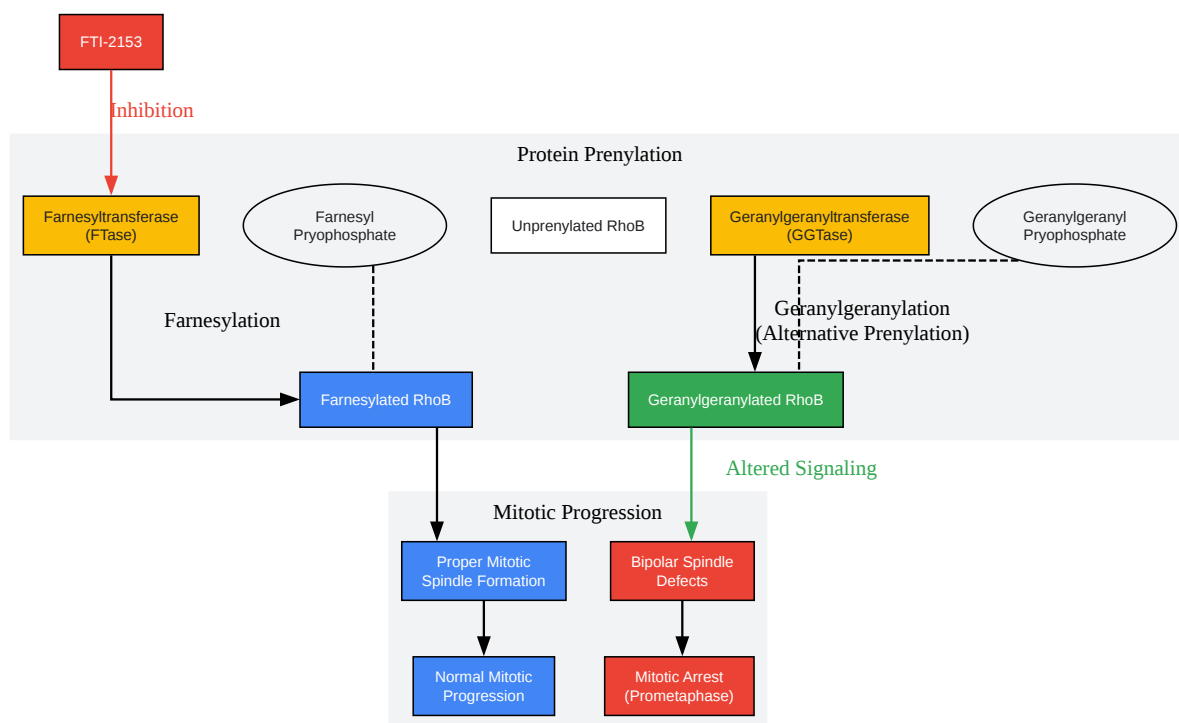 FTI-2153
Inhibition
Protein Prenylation
Farnesyltransferase
(FTase)
Farnesyl
Pryophosphate
Unprenylated RhoB
Geranylgeranyltransferase
(GGTase)
Geranylgeranyl
Pryophosphate
Farnesylation
Geranylgeranylation
(Alternative Prenylation)
Farnesylated RhoB
Geranylgeranylated RhoB
Altered Signaling
Mitotic Progression
Proper Mitotic
Spindle Formation
Bipolar Spindle
Defects
Normal Mitotic
Progression
Mitotic Arrest
(Prometaphase)